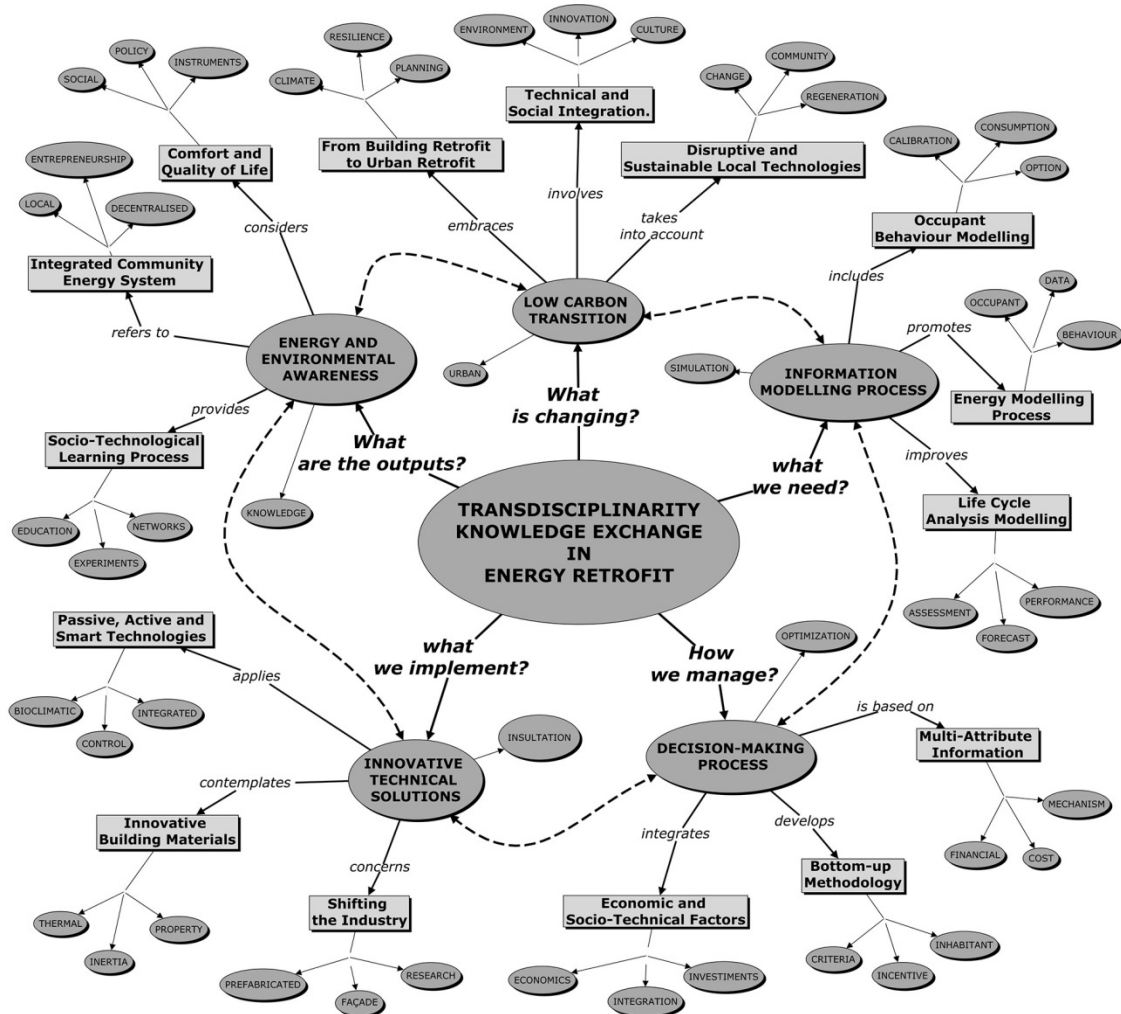 ENVIRONMENT
INNOVATION
CULTURE
RESILIENCE
CLIMATE
PLANNING
POLICY
SOCIAL
INSTRUMENTS
CHANGE
COMMUNITY
REGENERATION
Technical and
Social Integration.
From Building Retrofit
to Urban Retrofit
Comfort and
Quality of Life
Disruptive and
Sustainable Local Technologies
ENTREPRENEURSHIP
LOCAL
DECENTRALISED
Integrated Community
Energy System
CALIBRATION
CONSUMPTION
OPTION
Occupant
Behaviour Modelling
considers
embraces
involves
takes
into account
includes
refers to
promotes
LOW CARBON
TRANSITION
URBAN
ENERGY AND
ENVIRONMENTAL
AWARENESS
INFORMATION
MODELLING PROCESS
SIMULATION
OCCUPANT
DATA
BEHAVIOUR
Energy Modelling
Process
What
is changing?
What
are the outputs?
what
we need?
provides
improves
Socio-Technological
Learning Process
EDUCATION
EXPERIMENTS
NETWORKS
KNOWLEDGE
TRANSDISCIPLINARITY
KNOWLEDGE EXCHANGE
IN
ENERGY RETROFIT
Life Cycle
Analysis Modelling
ASSESSMENT
FORECAST
PERFORMANCE
Passive, Active and
Smart Technologies
BIOCLIMATIC
CONTROL
INTEGRATED
applies
what
we implement?
How
we manage?
OPTIMIZATION
INNOVATIVE
TECHNICAL
SOLUTIONS
INSULTATION
DECISION-MAKING
PROCESS
is based on
Multi-Attribute
Information
MECHANISM
FINANCIAL
COST
contemplates
Innovative
Building Materials
THERMAL
INERTIA
PROPERTY
concerns
Shifting
the Industry
PREFABRICATED
FAÇADE
RESEARCH
integrates
Economic and
Socio-Technical Factors
ECONOMICS
INTEGRATION
INVESTIMENTS
develops
Bottom-up
Methodology
CRITERIA
INCENTIVE
INHABITANT